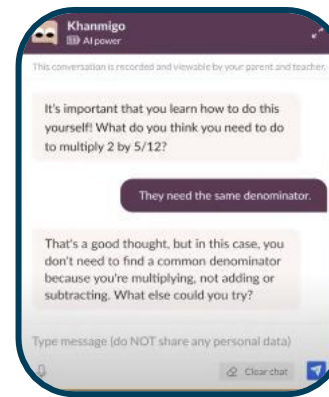 Khanmigo
AI power
This conversation is recorded and viewable by your parent and teacher.
It's important that you learn how to do this
yourself! What do you think you need to do
to multiply 2 by 5/12?
They need the same denominator.
That's a good thought, but in this case, you
don't need to find a common denominator
because you're multiplying, not adding or
subtracting. What else could you try?
Type message (do NOT share any personal data)
Clear chat